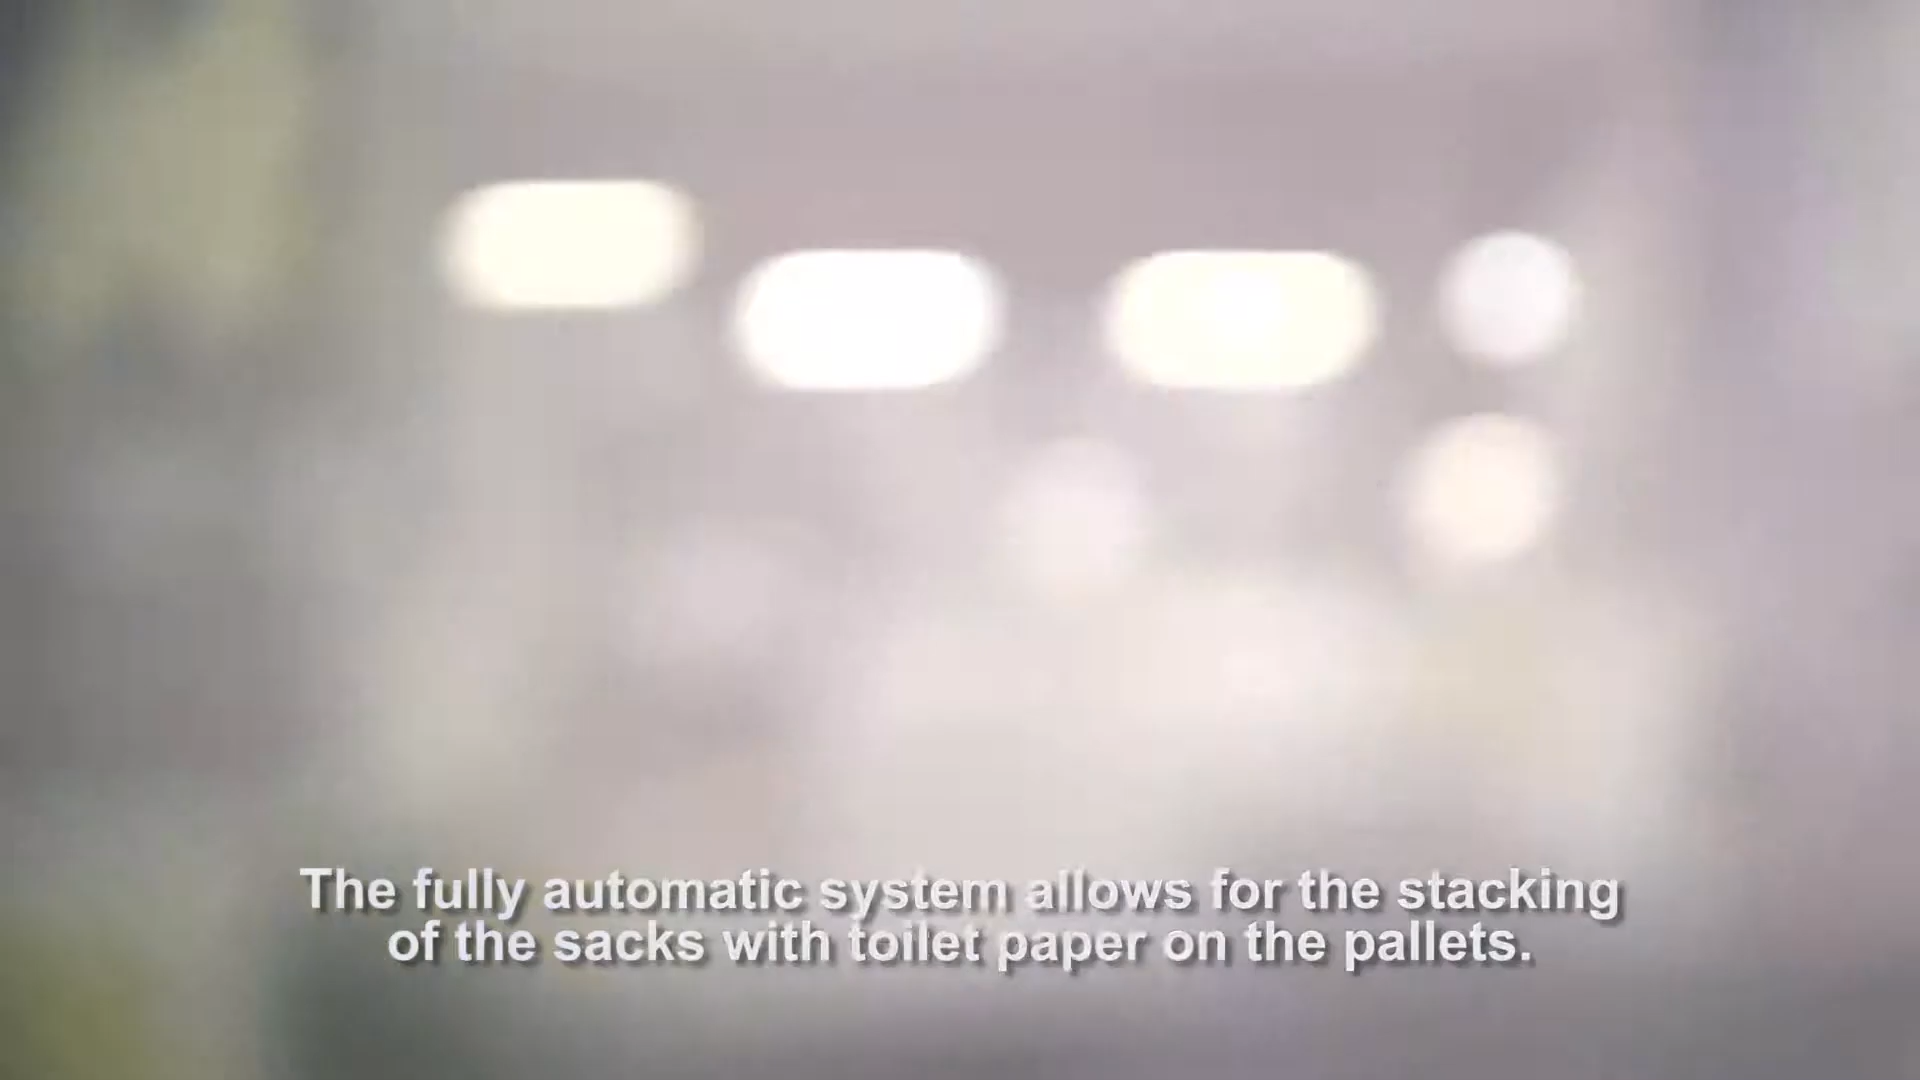 The fully automatic system allows for the stacking
of the sacks with toilet paper on the pallets.